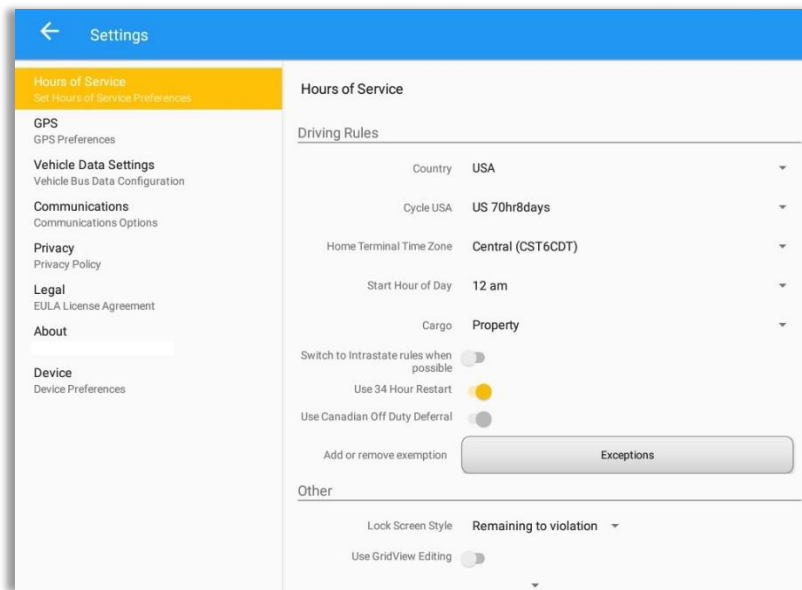 Settings
Hours of Service
Set Hours of Service Preferences
GPS
GPS Preferences
Vehicle Data Settings
Vehicle Bus Data Configuration
Communications
Communications Options
Privacy
Privacy Policy
Legal
EULA License Agreement
About
Device
Device Preferences
Hours of Service
Driving Rules
Country USA
Cycle USA US 70hr8days
Home Terminal Time Zone Central (CST6CDT)
Start Hour of Day 12 am
Cargo Property
Switch to Intrastate rules when
possible
Use 34 Hour Restart
Use Canadian Off Duty Deferral
Add or remove exemption Exceptions
Other
Lock Screen Style Remaining to violation
Use GridView Editing